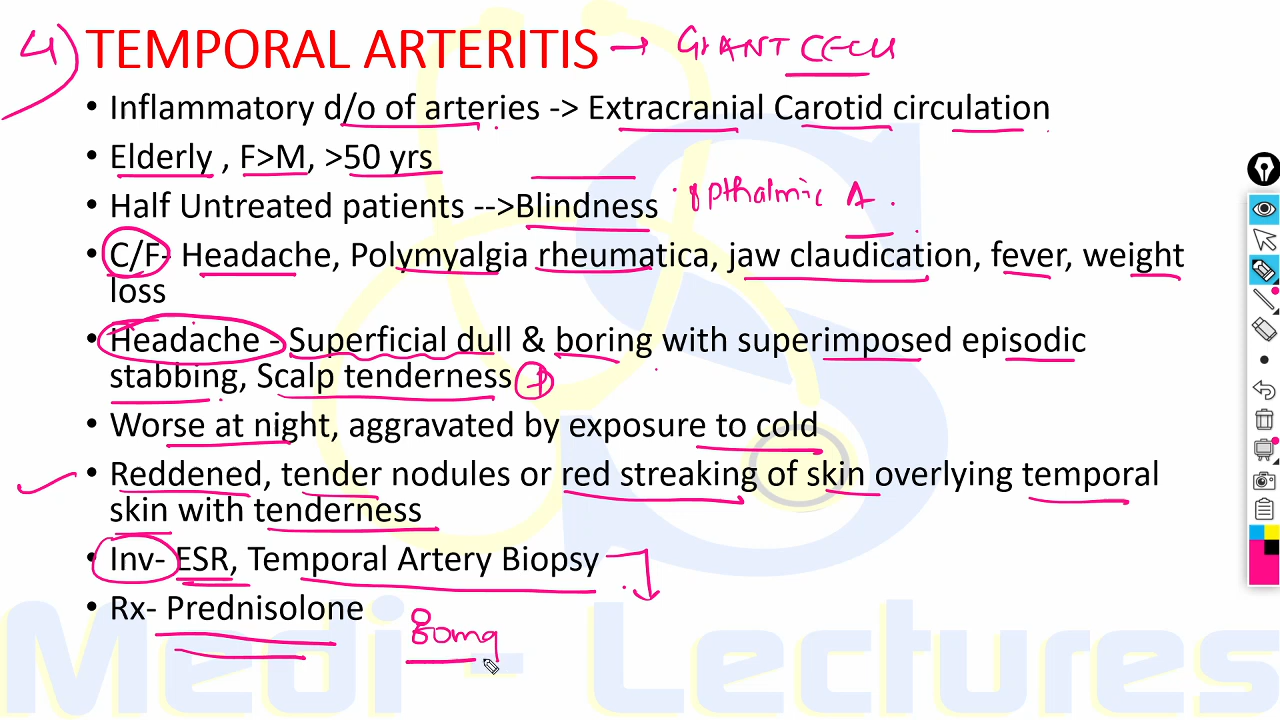 4) TEMPORAL ARTERITIS → GIANT CELL
• Inflammatory d/o of arteries -> Extracranial Carotid circulation
• Elderly , F>M, >50 yrs
• Half Untreated patients -->Blindness opthalmic A.
• C/F- Headache, Polymyalgia rheumatica, jaw claudication, fever, weight
loss
• Headache - Superficial dull & boring with superimposed episodic
stabbing, Scalp tenderness +
• Worse at night, aggravated by exposure to cold
• Reddened, tender nodules or red streaking of skin overlying temporal
skin with tenderness
• Inv- ESR, Temporal Artery Biopsy
• Rx- Prednisolone
80mg
Medi - Lectures